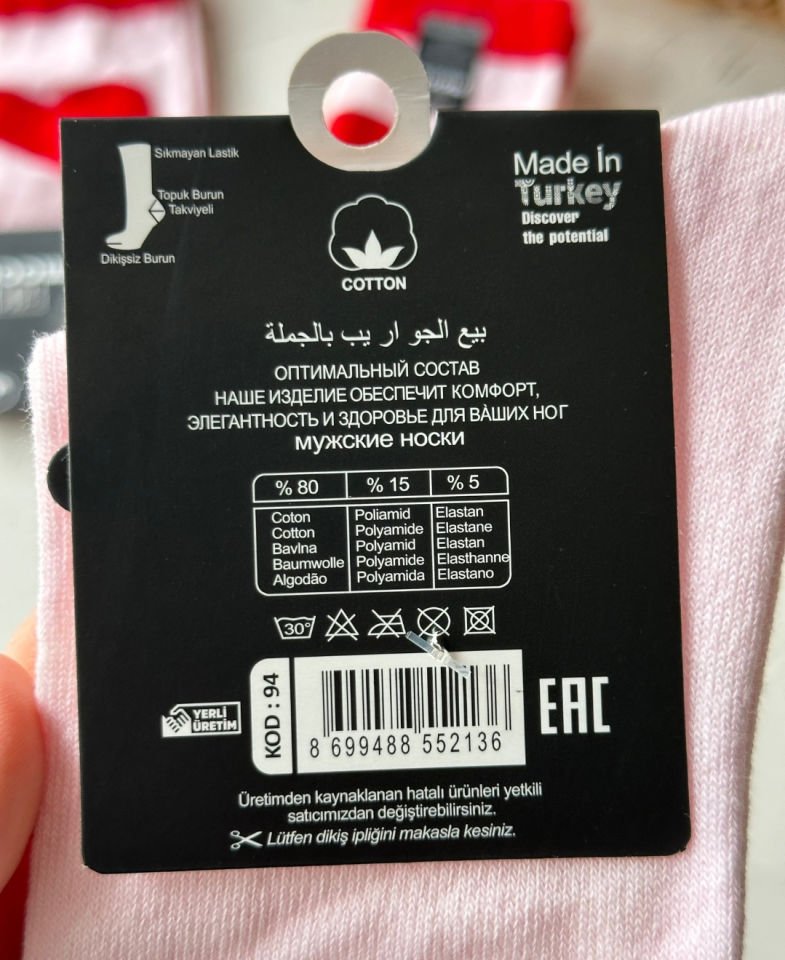 Sıkmayan Lastik
Topuk Burun
Takviyeli
Dikişsiz Burun
COTTON
Made İn
Turkey
Discover
the potential
بيع الجو ار يب بالجملة
ОПТИМАЛЬНЫЙ СОСТАВ
НАШЕ ИЗДЕЛИЕ ОБЕСПЕЧИТ КОМФОРТ,
ЭЛЕГАНТНОСТЬ И ЗДОРОВЬЕ ДЛЯ ВÀШИХ НОГ
мужские носки
% 80 % 15 % 5
Coton Poliamid Elastan
Cotton Polyamide Elastane
Bavlna Polyamid Elastan
Baumwolle Polyamide Elasthanne
Algodão Polyamida Elastano
30°
KOD : 94
8 699488 552136
YERLİ
ÜRETİM
EAC
Üretimden kaynaklanan hatalı ürünleri yetkili
satıcımızdan değiştirebilirsiniz.
Lütfen dikiş ipliğini makasla kesiniz.